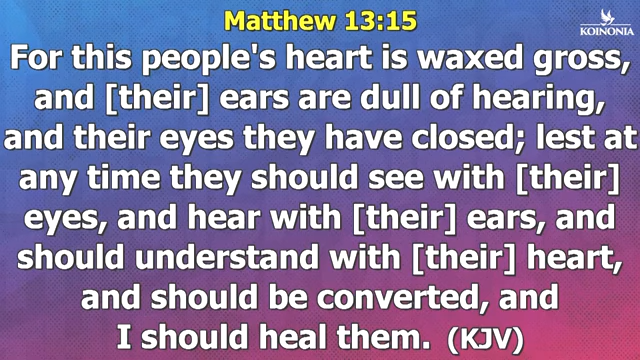 Matthew 13:15
KOINONIA
For this people's heart is waxed gross,
and [their] ears are dull of hearing,
and their eyes they have closed; lest at
any time they should see with [their]
eyes, and hear with [their] ears, and
should understand with [their] heart,
and should be converted, and
I should heal them. (KJV)